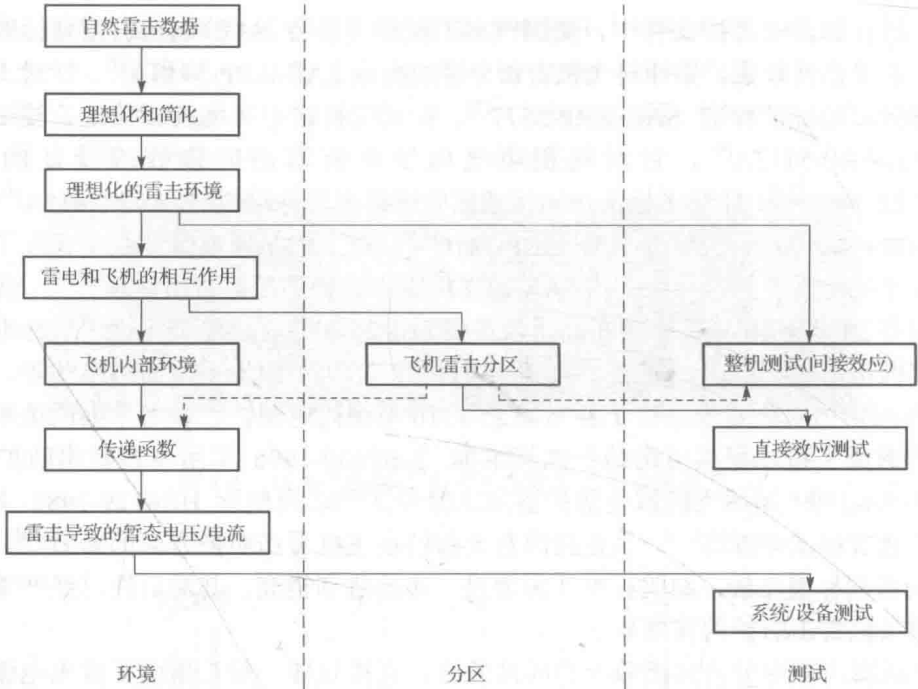 自然雷击数据
理想化和简化
理想化的雷击环境
雷电和飞机的相互作用
飞机内部环境
飞机雷击分区
整机测试(间接效应)
传递函数
直接效应测试
雷击导致的暂态电压/电流
系统/设备测试
环境
分区
测试